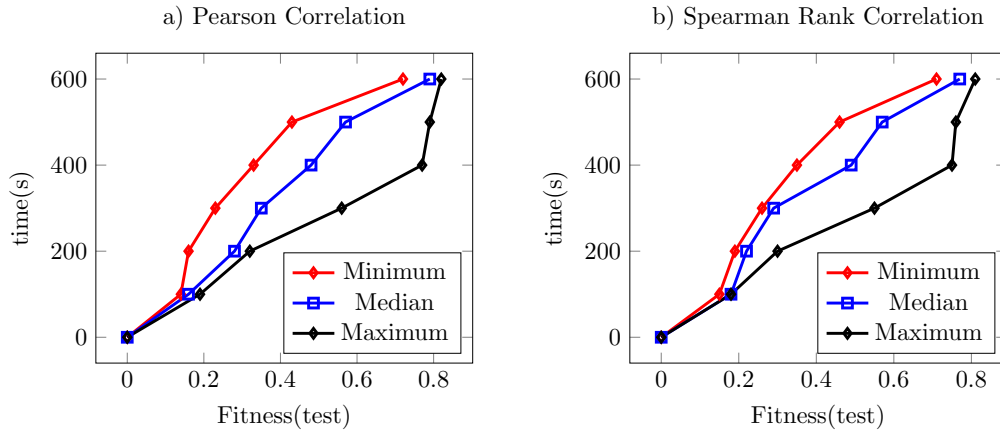 a) Pearson Correlation
600
400
200
0
time(s)
Minimum
Median
Maximum
0 0.2 0.4 0.6 0.8
Fitness(test)
b) Spearman Rank Correlation
600
400
200
0
time(s)
Minimum
Median
Maximum
0 0.2 0.4 0.6 0.8
Fitness(test)